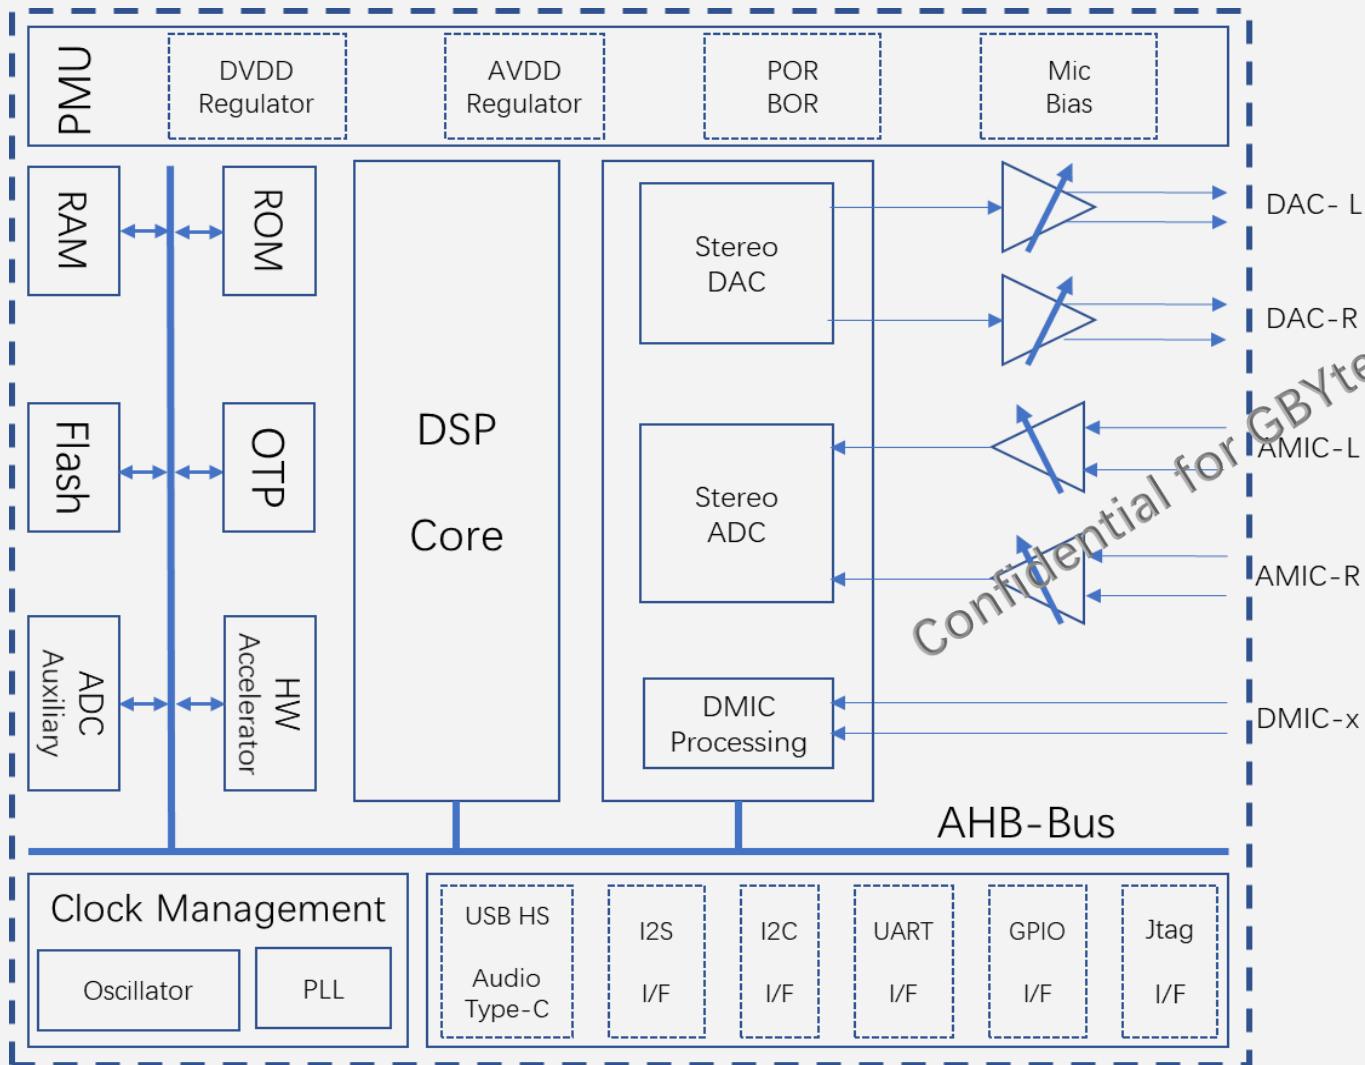 PMU
DVDD
Regulator
AVDD
Regulator
POR
BOR
Mic
Bias
RAM
ROM
Flash
OTP
ADC
Auxiliary
HW
Accelerator
DSP
Core
Stereo
DAC
Stereo
ADC
DMIC
Processing
DAC- L
DAC-R
AMIC-L
AMIC-R
DMIC-x
Confidential for GBYte
AHB-Bus
Clock Management
Oscillator
PLL
USB HS
Audio
Type-C
I2S
I/F
I2C
I/F
UART
I/F
GPIO
I/F
Jtag
I/F